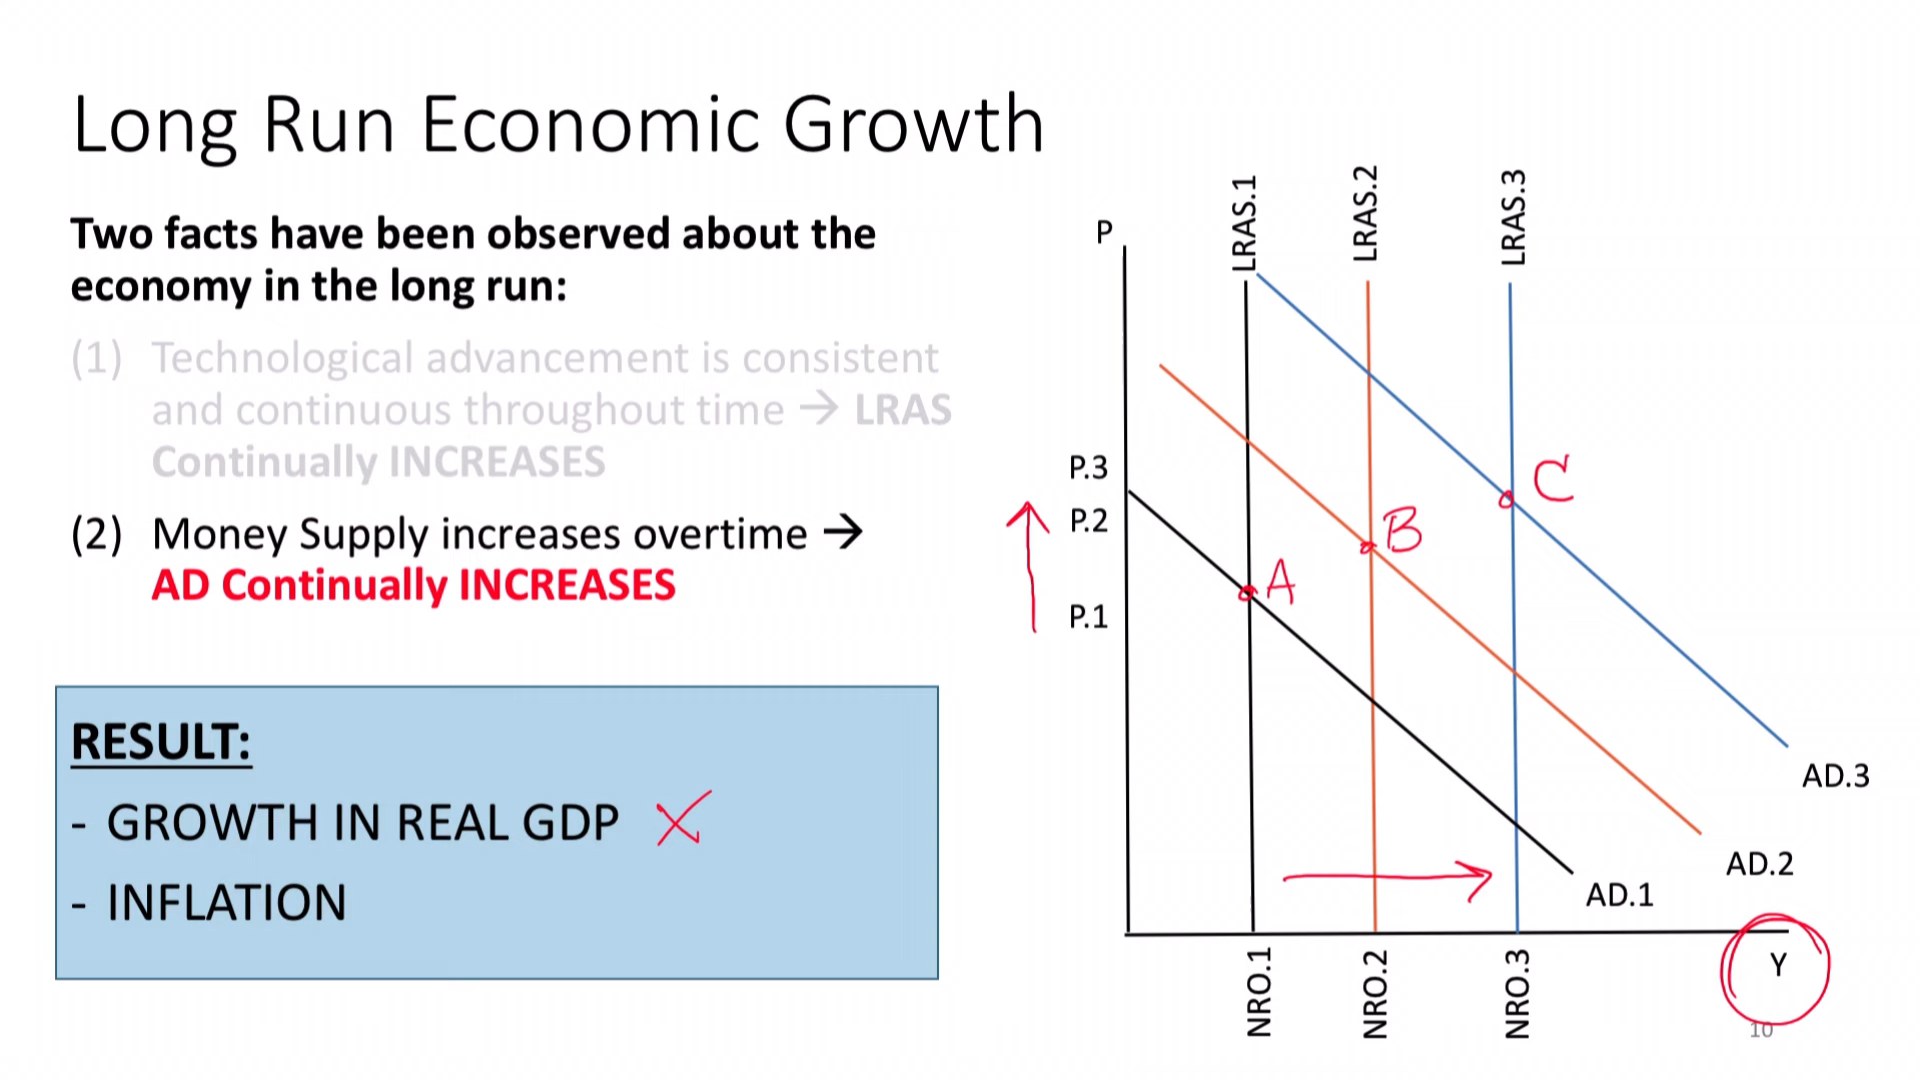 Long Run Economic Growth
Two facts have been observed about the
economy in the long run:
(1) Technological advancement is consistent
and continuous throughout time → LRAS
Continually INCREASES
(2) Money Supply increases overtime →
AD Continually INCREASES
RESULT:
- GROWTH IN REAL GDP
- INFLATION
P
LRAS.1
LRAS.2
LRAS.3
P.3
P.2
P.1
A
B
C
AD.3
AD.2
AD.1
NRO.1
NRO.2
NRO.3
Y
10